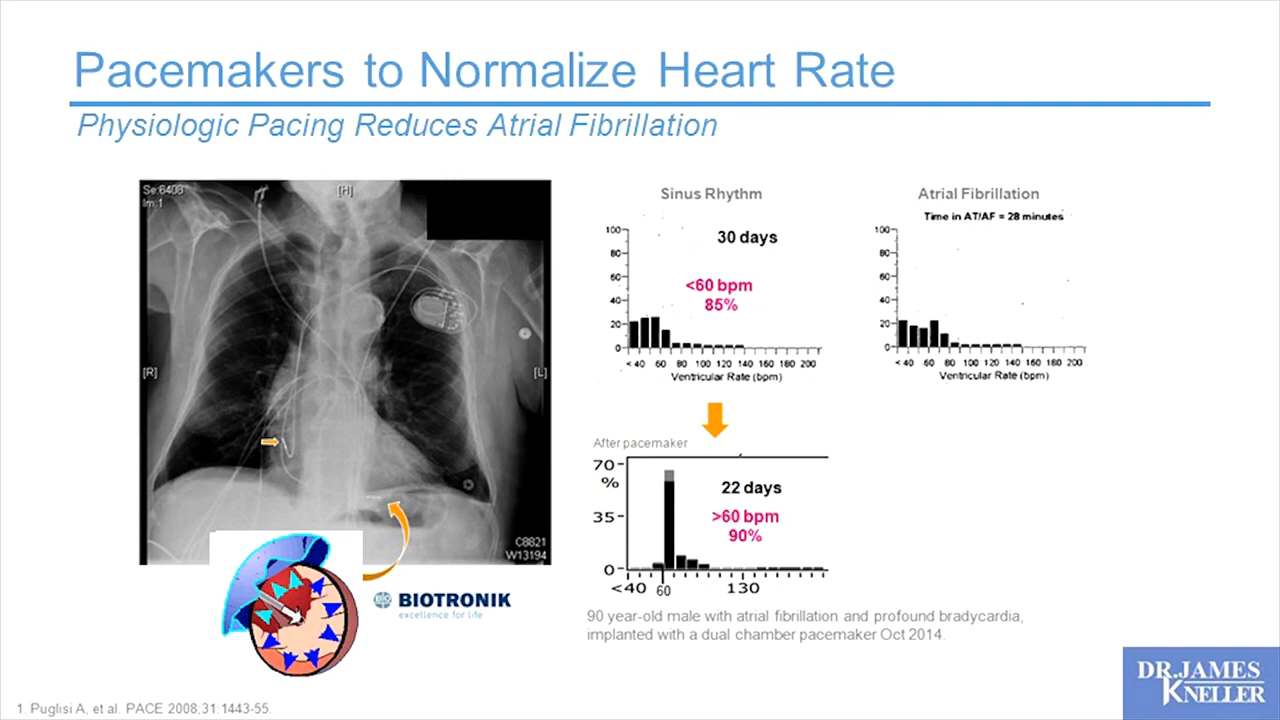 Pacemakers to Normalize Heart Rate
Physiologic Pacing Reduces Atrial Fibrillation
Se:6408
Im:1
[H]
[R]
[L]
C8821
W13194
BIOTRONIK
excellence for life
Sinus Rhythm
30 days
<60 bpm
85%
100
80
60
40
20
0
< 40 60 80 100 120 140 160 180 200
Ventricular Rate (bpm)
Atrial Fibrillation
Time in AT/AF = 28 minutes
100
80
60
40
20
0
< 40 60 80 100 120 140 160 180 200
Ventricular Rate (bpm)
After pacemaker
70
%
35
0
22 days
>60 bpm
90%
<40 60 130
90 year-old male with atrial fibrillation and profound bradycardia,
implanted with a dual chamber pacemaker Oct 2014.
DR.JAMES
KNELLER
1. Puglisi A, et al. PACE 2008;31:1443-55.